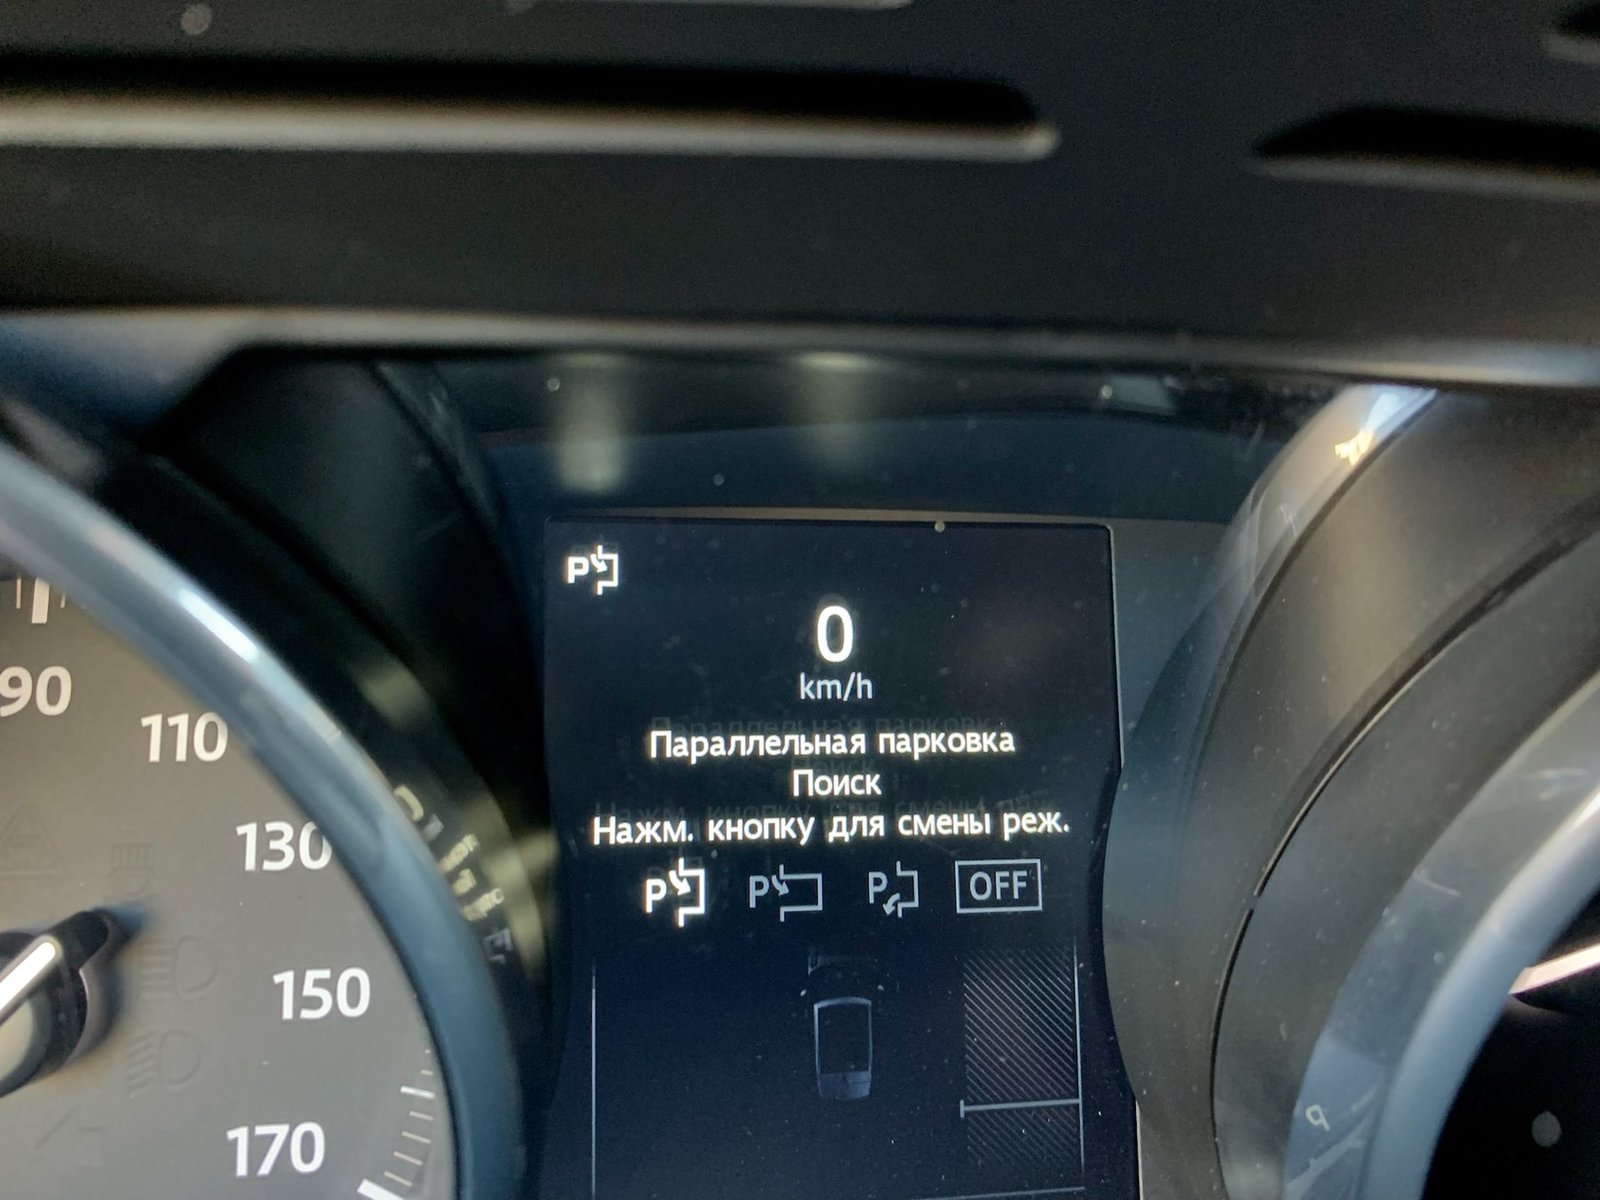 P
0
km/h
Параллельная парковка
Поиск
Нажм. кнопку для смены реж.
P P P OFF
90
110
130
150
170
P